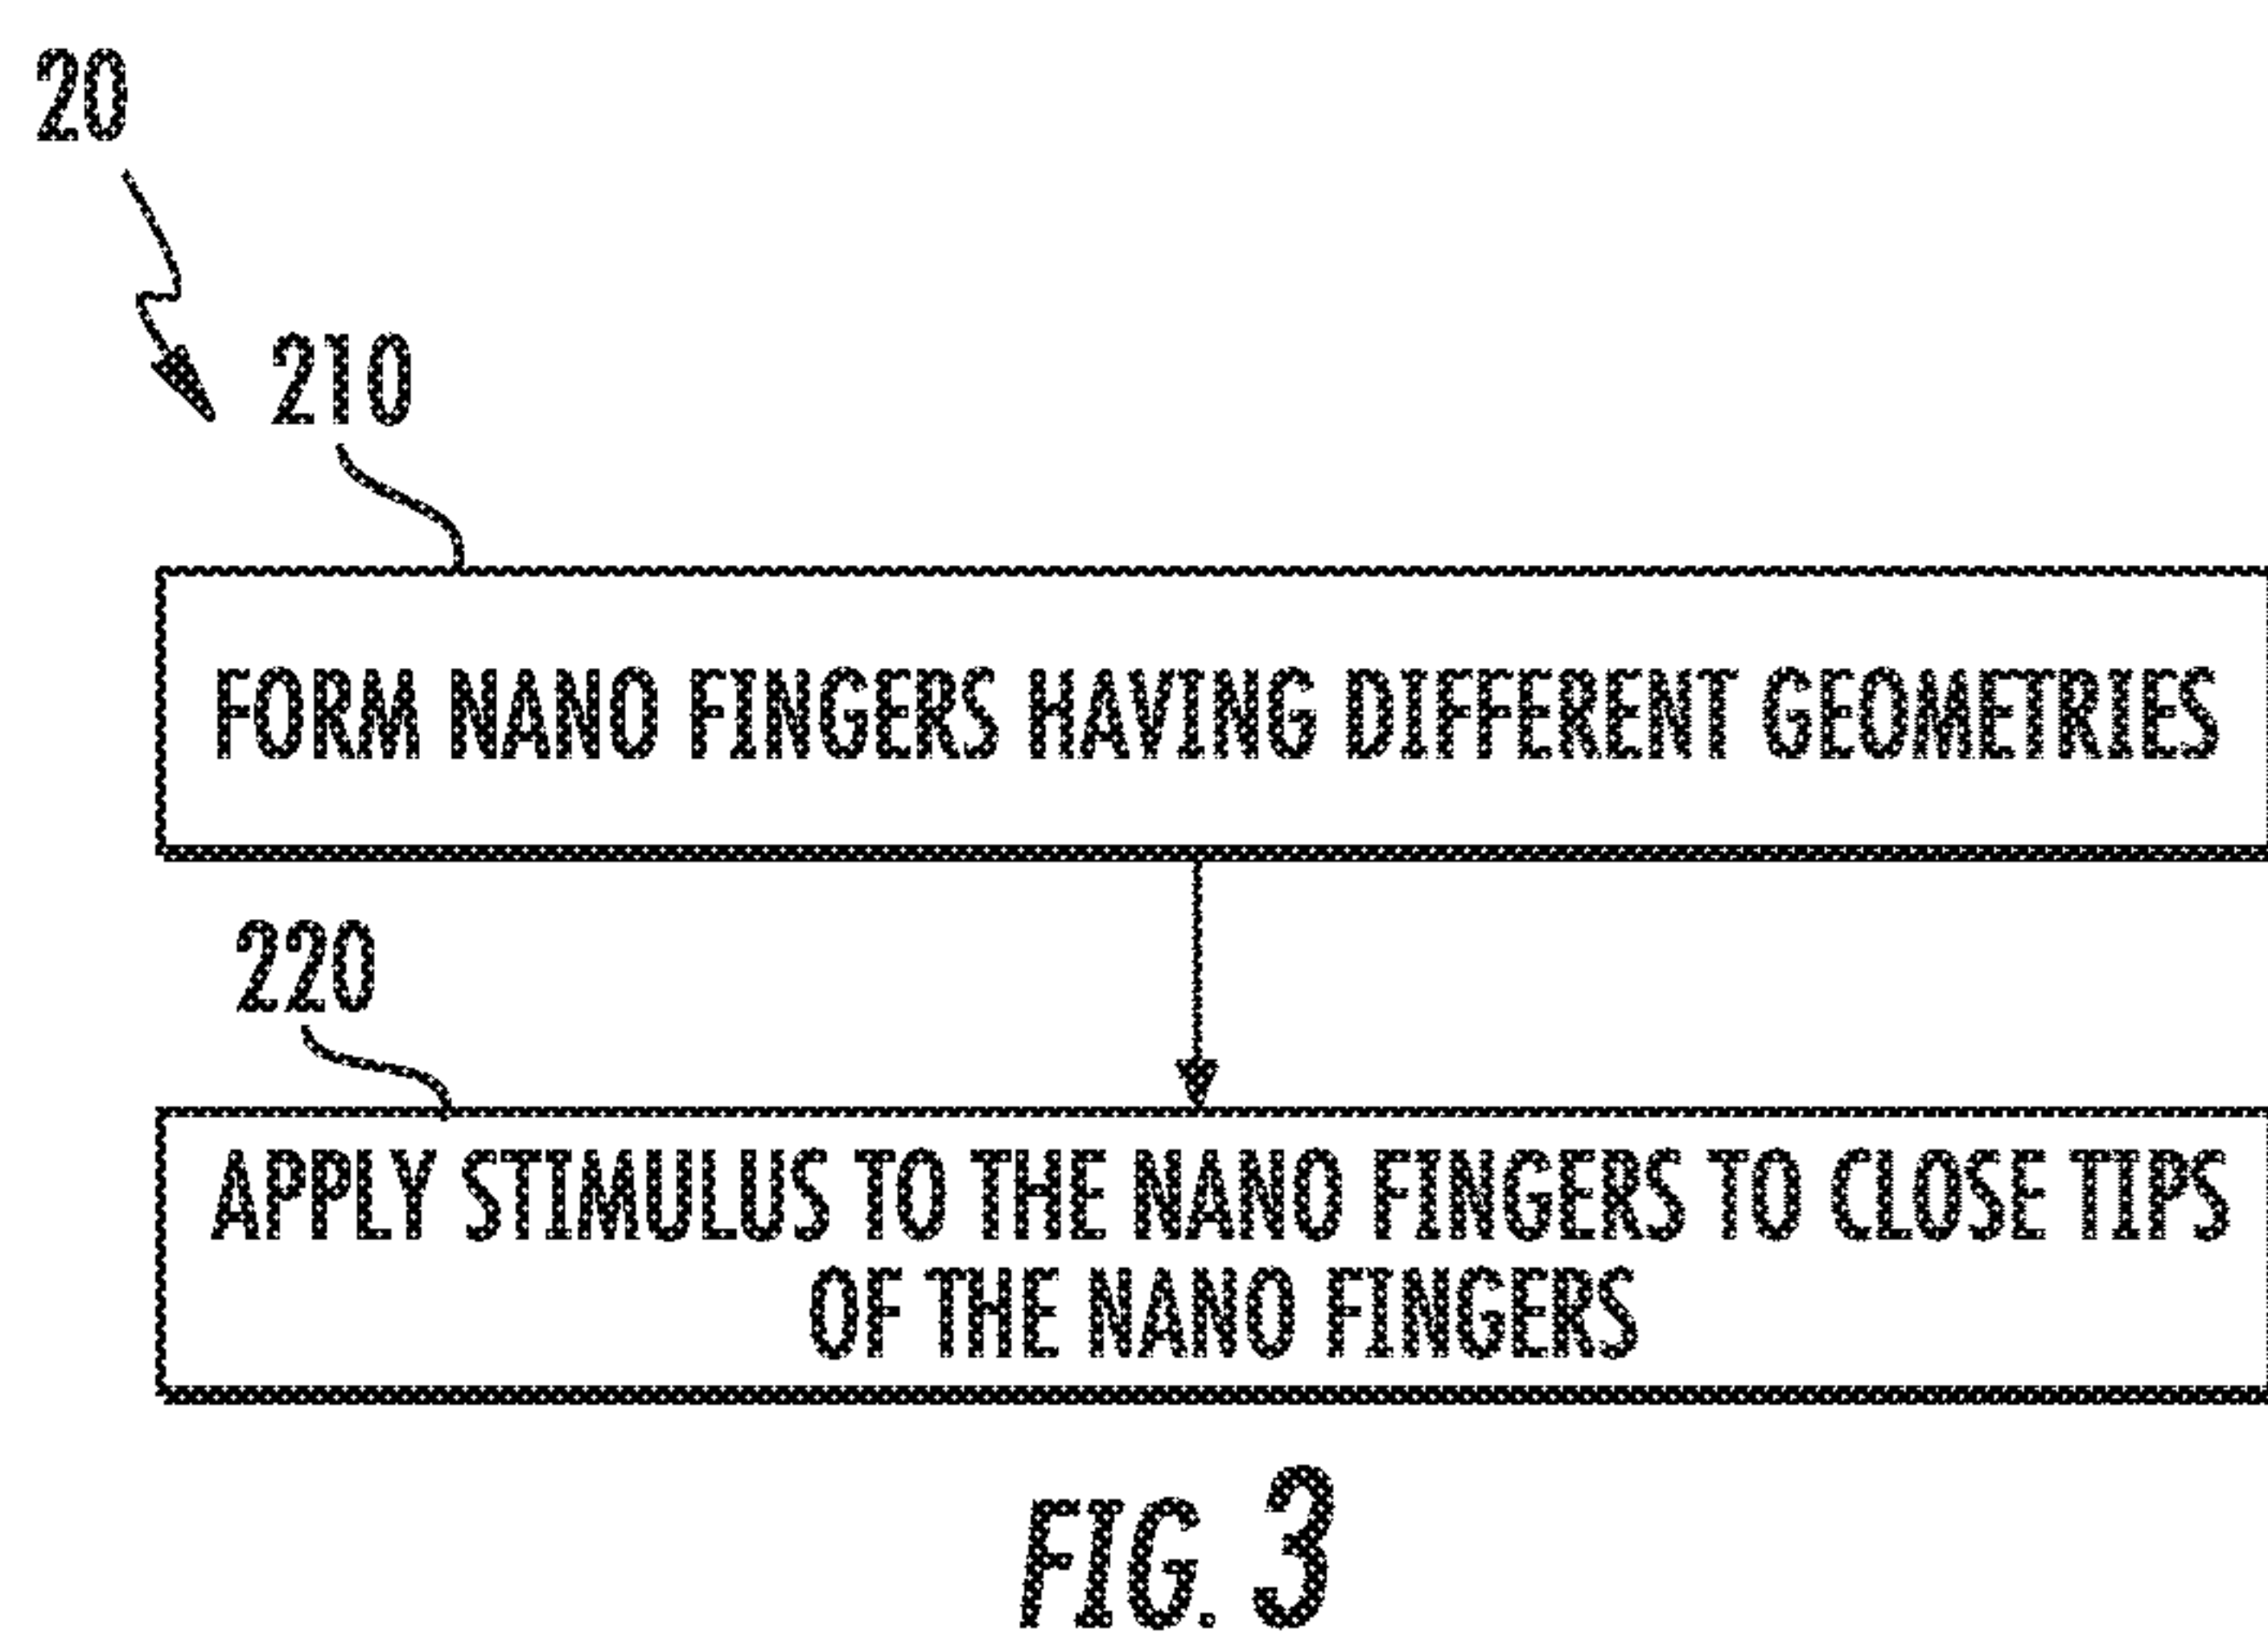 20
210
FORM NANO FINGERS HAVING DIFFERENT GEOMETRIES
220
APPLY STIMULUS TO THE NANO FINGERS TO CLOSE TIPS
OF THE NANO FINGERS
FIG. 3